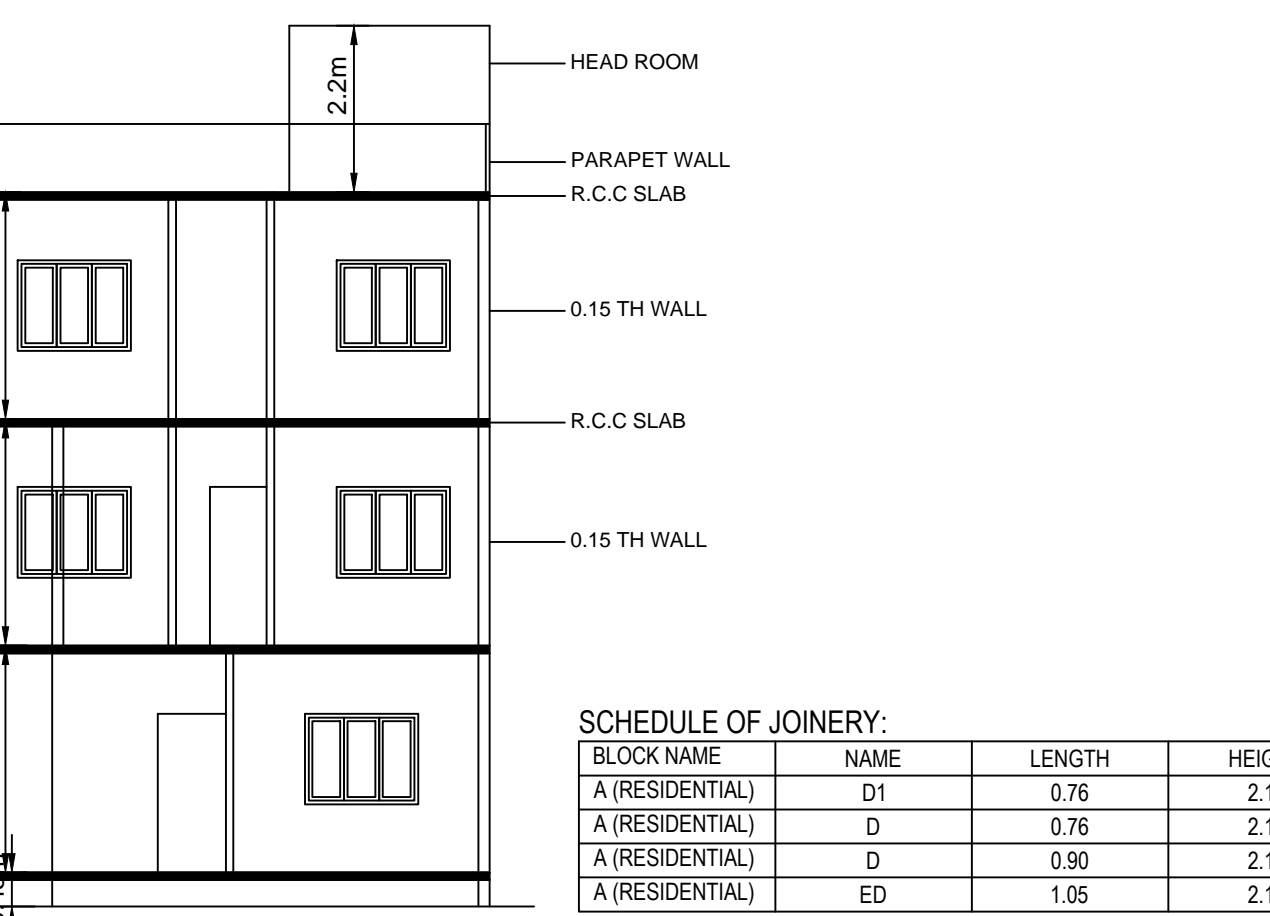 HEAD ROOM
2.2m
PARAPET WALL
R.C.C SLAB
0.15 TH WALL
R.C.C SLAB
0.15 TH WALL
SCHEDULE OF JOINERY:
BLOCK NAME NAME LENGTH
A (RESIDENTIAL) D1 0.76
A (RESIDENTIAL) D 0.76
A (RESIDENTIAL) D 0.90
A (RESIDENTIAL) ED 1.05